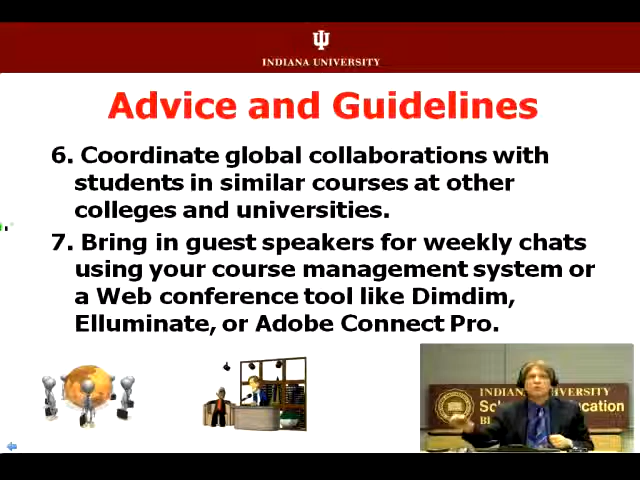 INDIANA UNIVERSITY
Advice and Guidelines
6. Coordinate global collaborations with
students in similar courses at other
colleges and universities.
7. Bring in guest speakers for weekly chats
using your course management system or
a Web conference tool like Dimdim,
Elluminate, or Adobe Connect Pro.
INDIANA UNIVERSITY